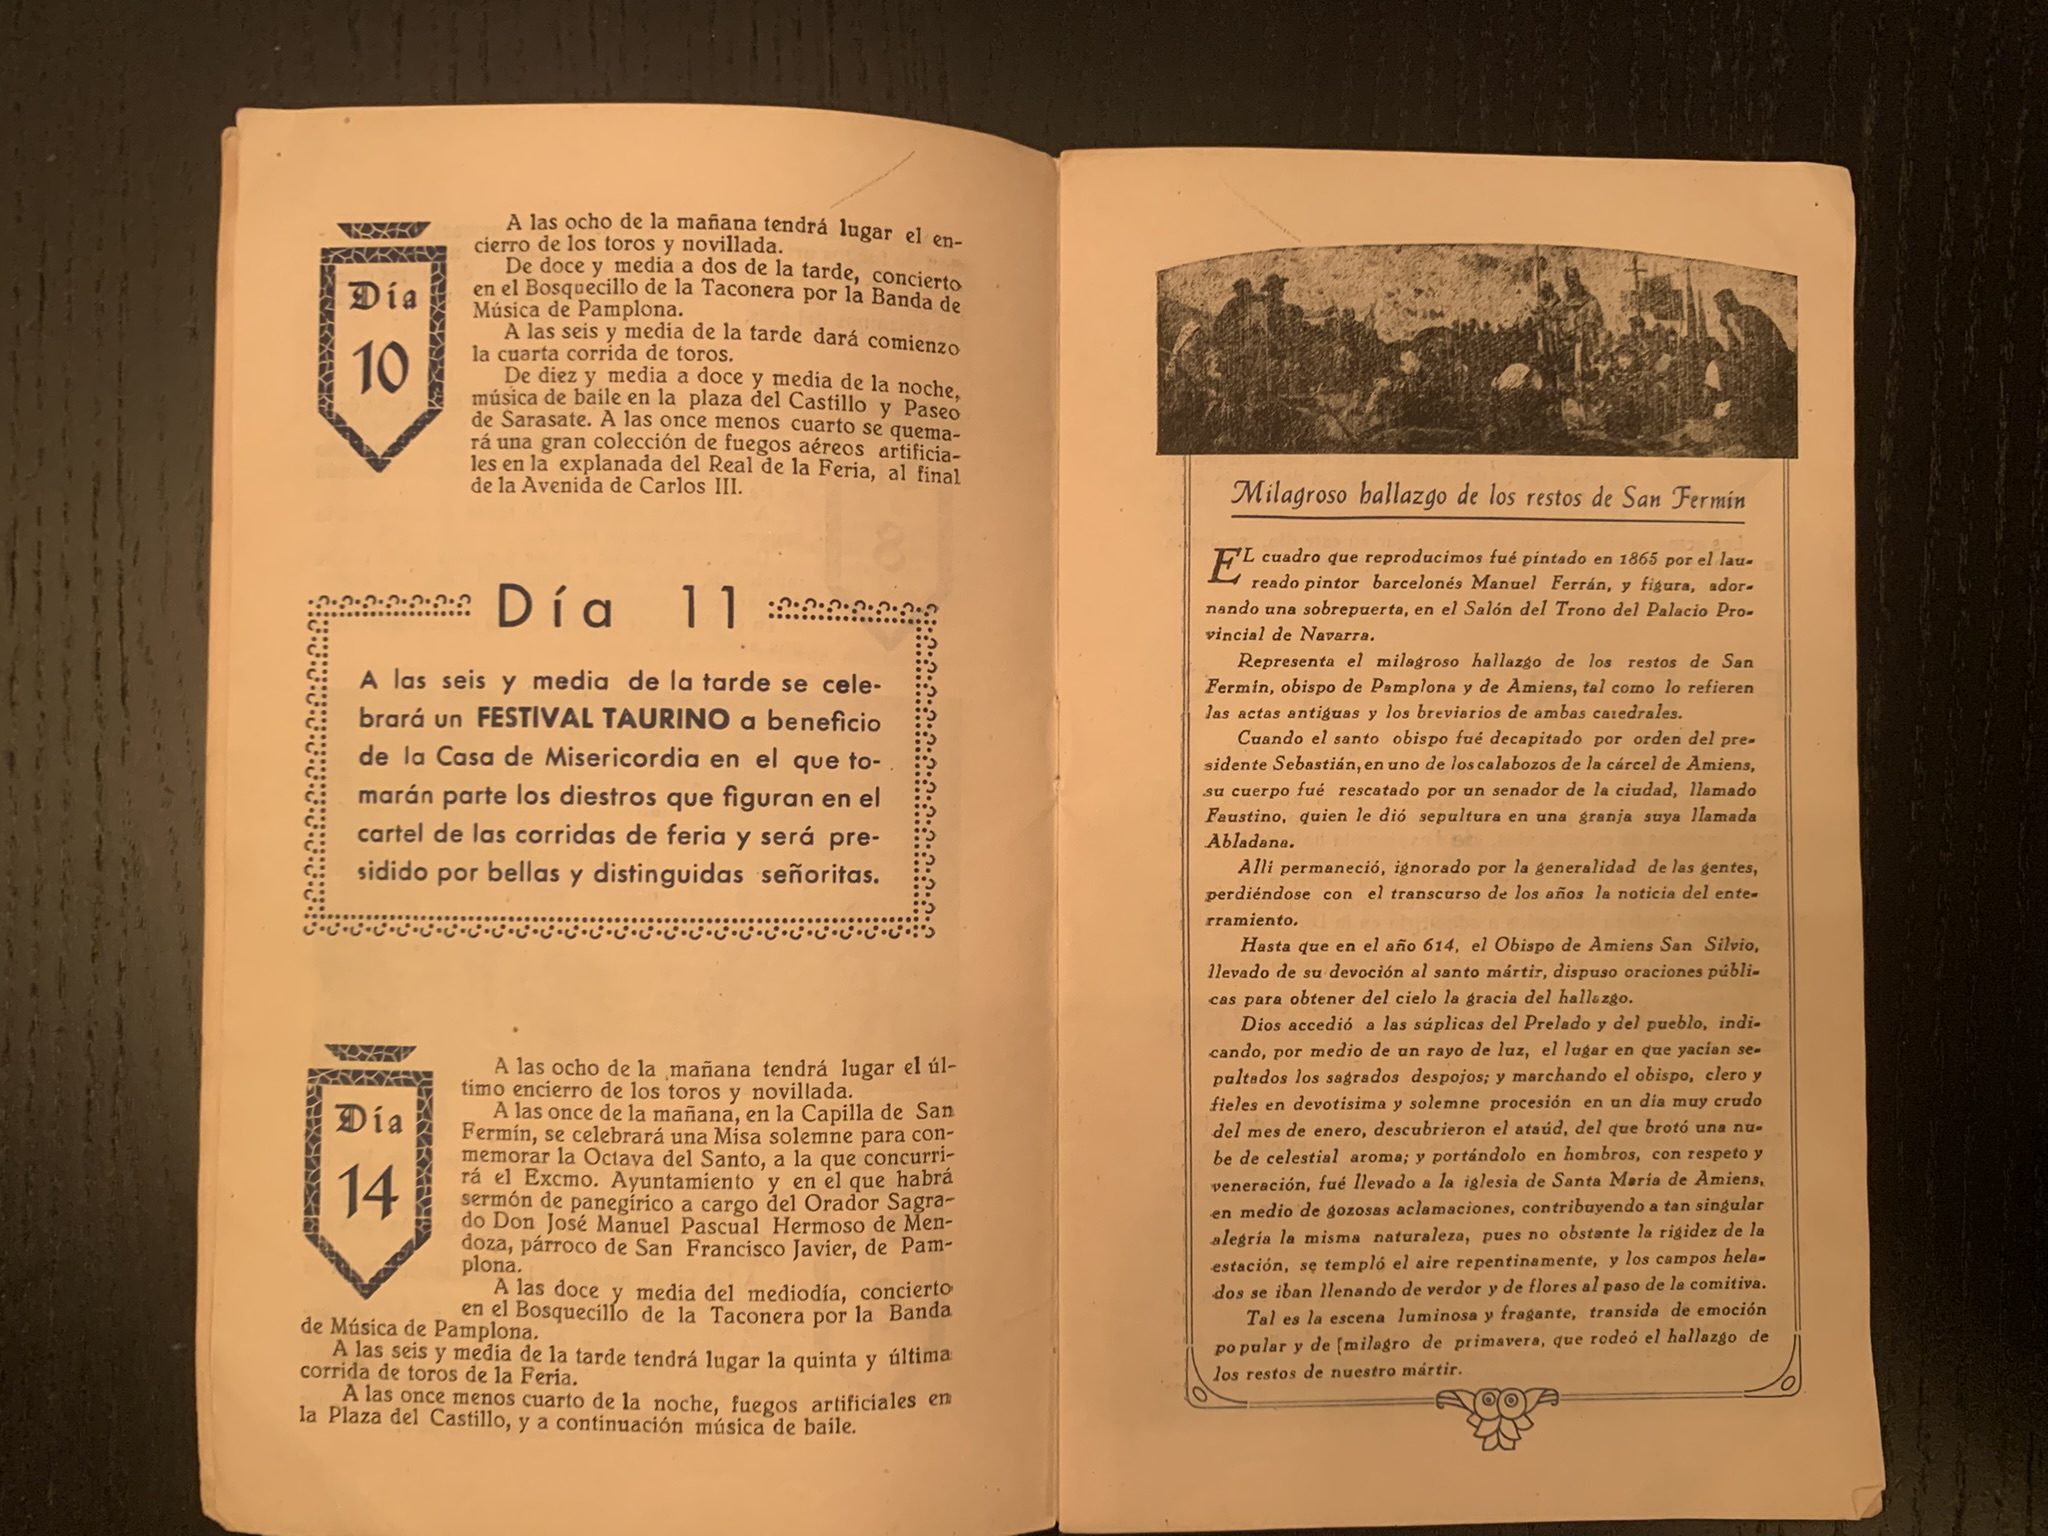 Día
10
A las ocho de la mañana tendrá lugar el en-
cierro de los toros y novillada.
De doce y media a dos de la tarde, concierto
en el Bosquecillo de la Taconera por la Banda de
Música de Pamplona.
A las seis y media de la tarde dará comienzo
la cuarta corrida de toros.
De diez y media a doce y media de la noche,
música de baile en la plaza del Castillo y Paseo
de Sarasate. A las once menos cuarto se quema-
rá una gran colección de fuegos aéreos artificia-
les en la explanada del Real de la Feria, al final
de la Avenida de Carlos III.
Día 11
A las seis y media de la tarde se cele-
brará un FESTIVAL TAURINO a beneficio
de la Casa de Misericordia en el que to-
marán parte los diestros que figuran en el
cartel de las corridas de feria y será pre-
sidido por bellas y distinguidas señoritas.
Día
14
A las ocho de la mañana tendrá lugar el úl-
timo encierro de los toros y novillada.
A las once de la mañana, en la Capilla de San
Fermín, se celebrará una Misa solemne para con-
memorar la Octava del Santo, a la que concurri-
rá el Excmo. Ayuntamiento y en el que habrá
sermón de panegírico a cargo del Orador Sagra-
do Don José Manuel Pascual Hermoso de Men-
doza, párroco de San Francisco Javier, de Pam-
plona.
A las doce y media del mediodía, concierto
en el Bosquecillo de la Taconera por la Banda
de Música de Pamplona.
A las seis y media de la tarde tendrá lugar la quinta y última
corrida de toros de la Feria.
A las once menos cuarto de la noche, fuegos artificiales en
la Plaza del Castillo, y a continuación música de baile.
Milagroso hallazgo de los restos de San Fermín
EL cuadro que reproducimos fué pintado en 1865 por el lau-
reado pintor barcelonés Manuel Ferrán, y figura, ador-
nando una sobrepuerta, en el Salón del Trono del Palacio Pro-
vincial de Navarra.
Representa el milagroso hallazgo de los restos de San
Fermín, obispo de Pamplona y de Amiens, tal como lo refieren
las actas antiguas y los breviarios de ambas catedrales.
Cuando el santo obispo fué decapitado por orden del pre-
sidente Sebastián, en uno de los calabozos de la cárcel de Amiens,
su cuerpo fué rescatado por un senador de la ciudad, llamado
Faustino, quien le dió sepultura en una granja suya llamada
Abladana.
Allí permaneció, ignorado por la generalidad de las gentes,
perdiéndose con el transcurso de los años la noticia del ente-
rramiento.
Hasta que en el año 614, el Obispo de Amiens San Silvio,
llevado de su devoción al santo mártir, dispuso oraciones públi-
cas para obtener del cielo la gracia del hallazgo.
Dios accedió a las súplicas del Prelado y del pueblo, indi-
cando, por medio de un rayo de luz, el lugar en que yacían se-
pultados los sagrados despojos; y marchando el obispo, clero y
fieles en devotísima y solemne procesión en un día muy crudo
del mes de enero, descubrieron el ataúd, del que brotó una nu-
be de celestial aroma; y portándolo en hombros, con respeto y
veneración, fué llevado a la iglesia de Santa María de Amiens,
en medio de gozosas aclamaciones, contribuyendo a tan singular
alegría la misma naturaleza, pues no obstante la rigidez de la
estación, se templó el aire repentinamente, y los campos hela-
dos se iban llenando de verdor y de flores al paso de la comitiva.
Tal es la escena luminosa y fragante, transida de emoción
popular y de [milagro de primavera, que rodeó el hallazgo de
los restos de nuestro mártir.